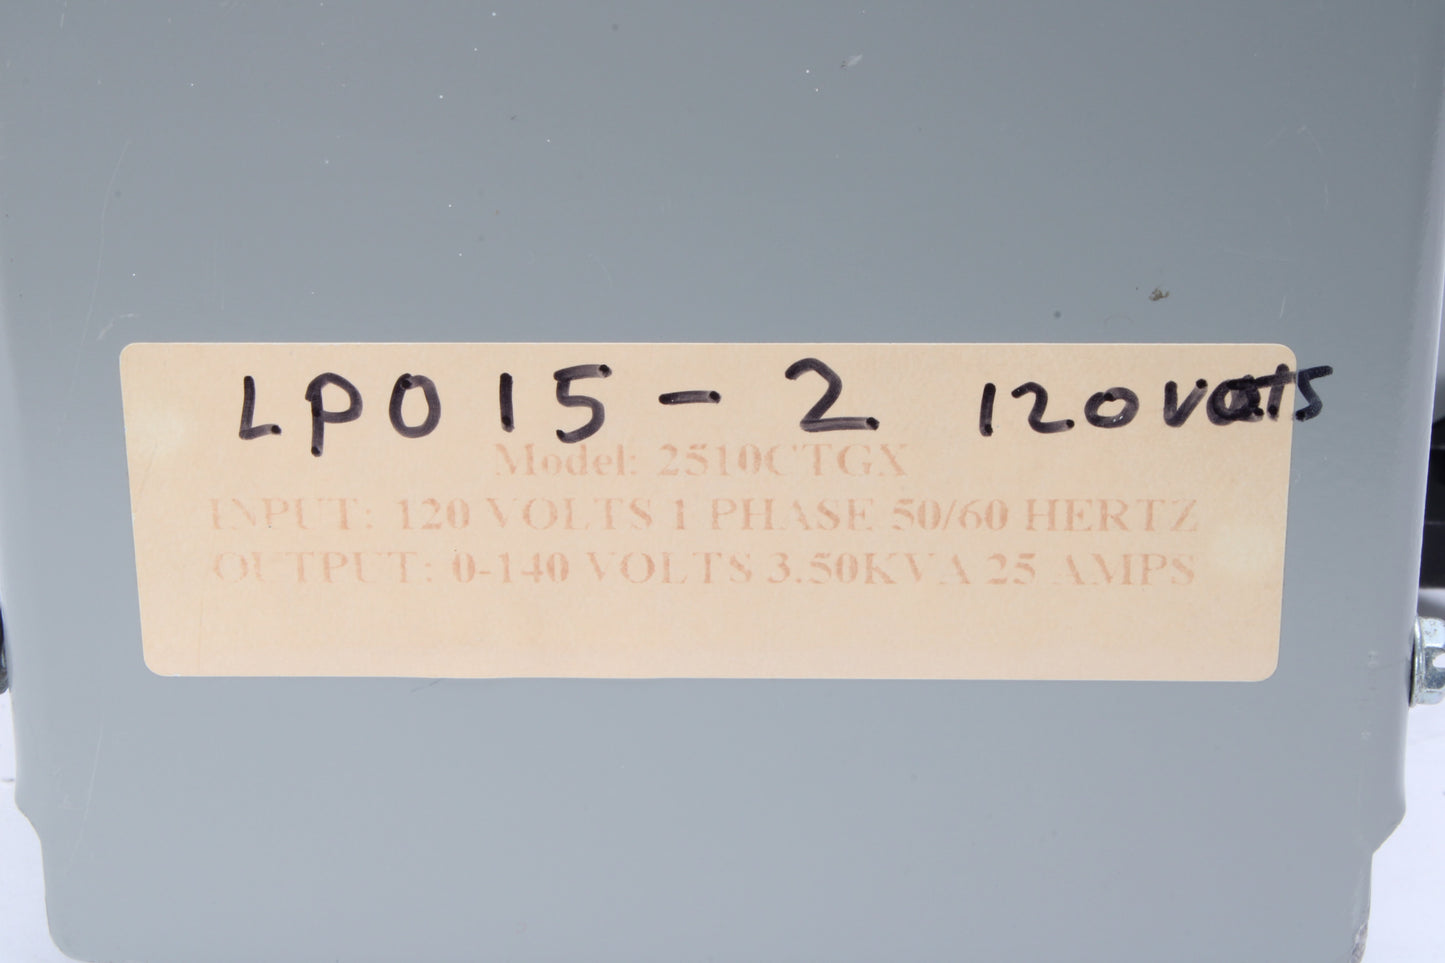 LP015-2 120 volts
Model: 2510CTGX
INPUT: 120 VOLTS 1 PHASE 50/60 HERTZ
OUTPUT: 0-140 VOLTS 3.50KVA 25 AMPS